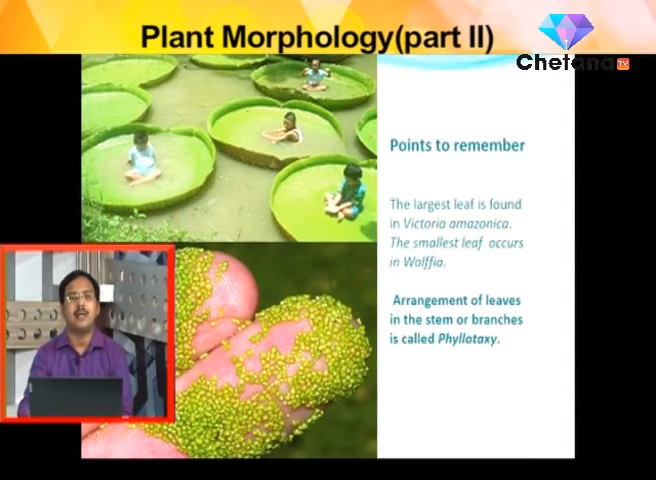 Plant Morphology(part II)
Chetana TV
Points to remember
The largest leaf is found
in Victoria amazonica.
The smallest leaf occurs
in Wolffia.
Arrangement of leaves
in the stem or branches
is called Phyllotaxy.